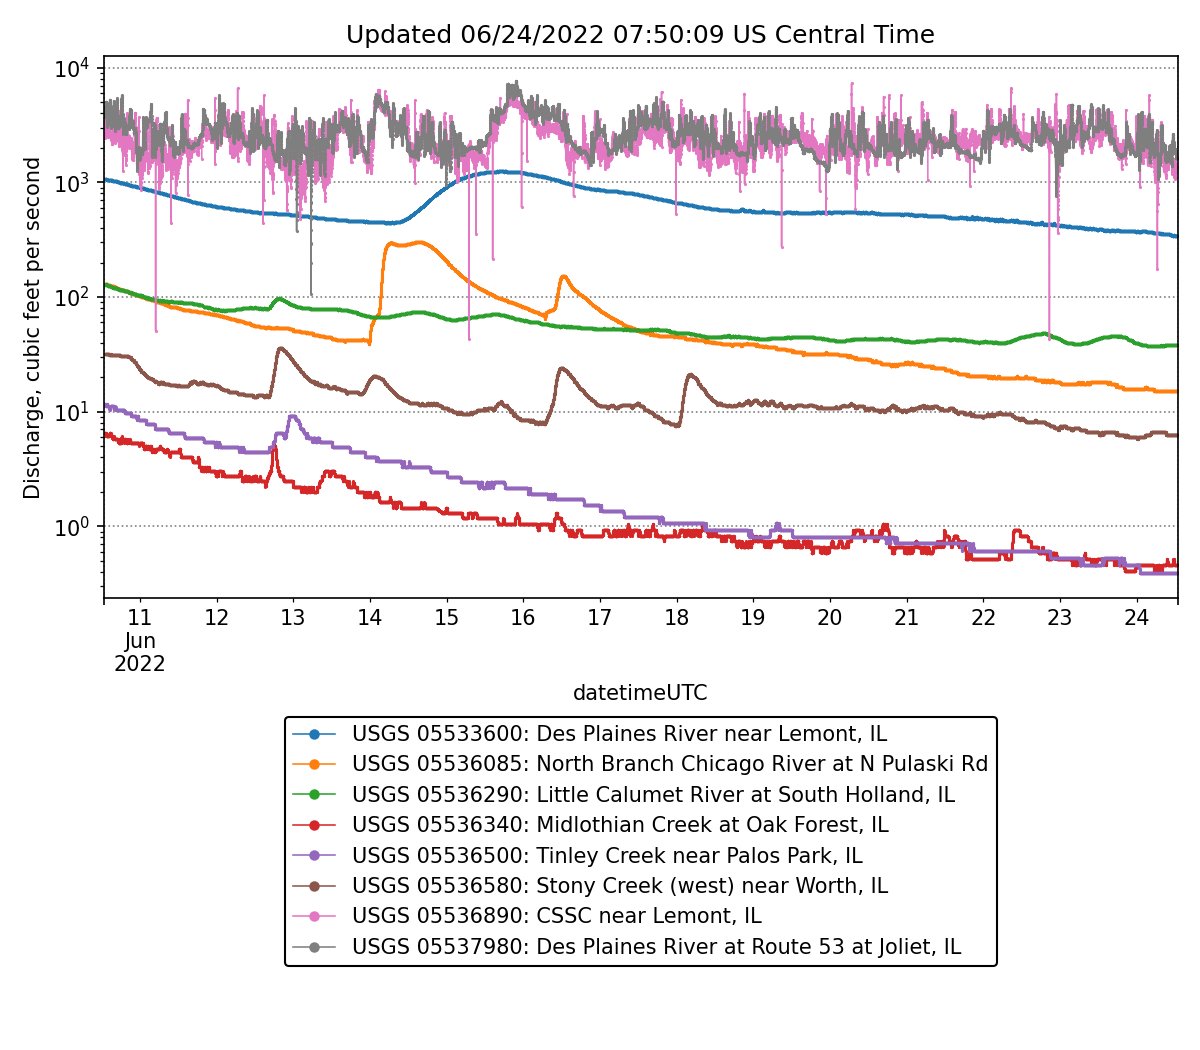 Updated 06/24/2022 07:50:09 US Central Time
Discharge, cubic feet per second
10^4
10^3
10^2
10^1
10^0
11 12 13 14 15 16 17 18 19 20 21 22 23 24
Jun
2022
datetimeUTC
USGS 05533600: Des Plaines River near Lemont, IL
USGS 05536085: North Branch Chicago River at N Pulaski Rd
USGS 05536290: Little Calumet River at South Holland, IL
USGS 05536340: Midlothian Creek at Oak Forest, IL
USGS 05536500: Tinley Creek near Palos Park, IL
USGS 05536580: Stony Creek (west) near Worth, IL
USGS 05536890: CSSC near Lemont, IL
USGS 05537980: Des Plaines River at Route 53 at Joliet, IL